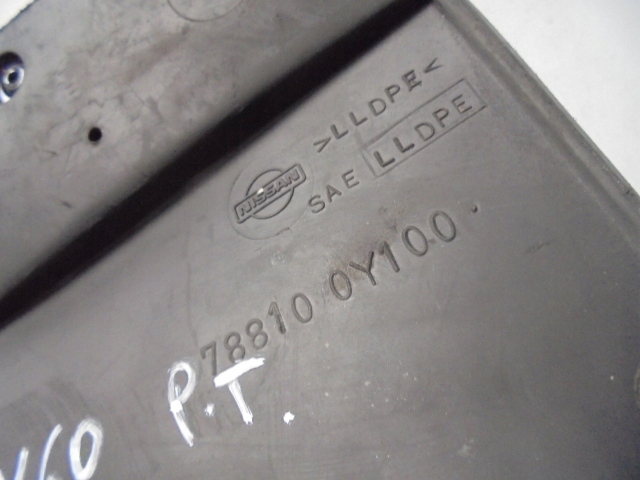 >LLDPE<
SAE LLDPE
NISSAN
78810 0Y100
P.T.